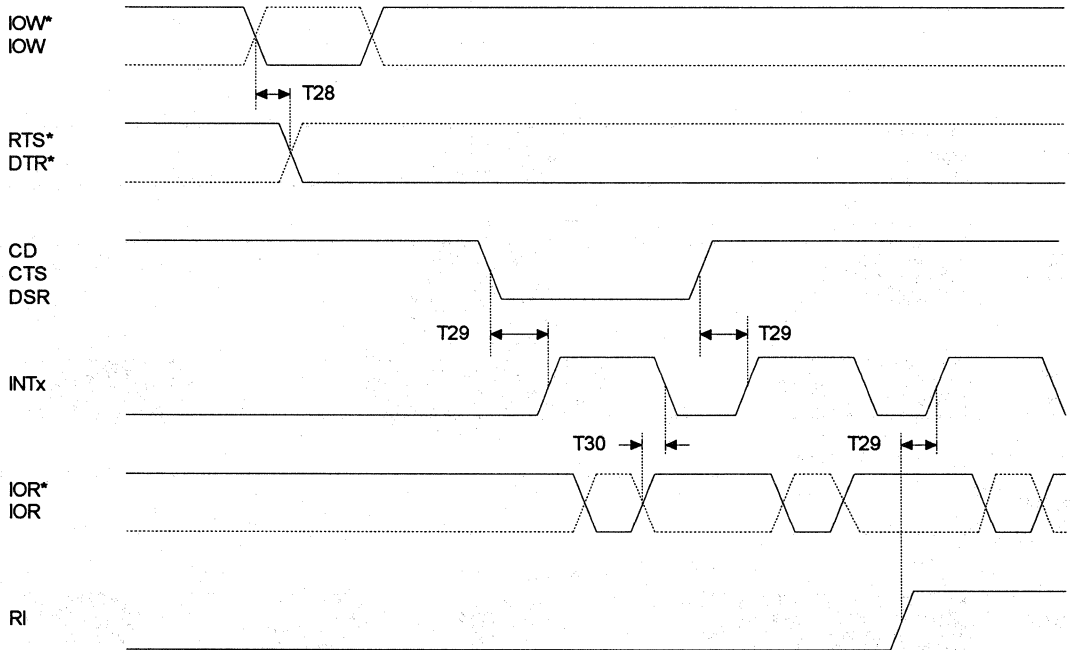 IOW*
IOW
T28
RTS*
DTR*
CD
CTS
DSR
T29
T29
INTx
T30
T29
IOR*
IOR
RI